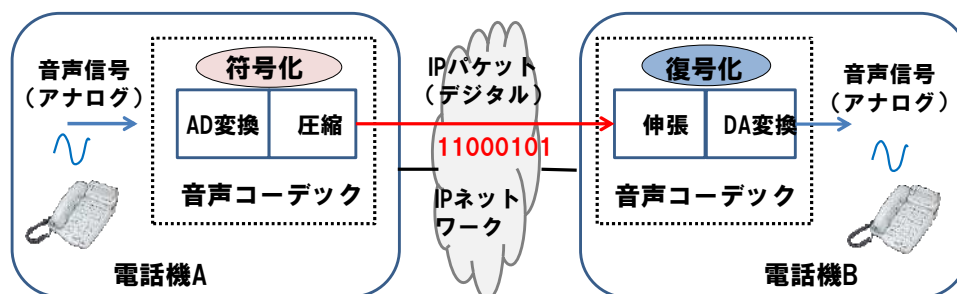 音声信号
(アナログ)
符号化
AD変換
圧縮
音声コーデック
電話機A
IPパケット
(デジタル)
11000101
IPネット
ワーク
復号化
伸張
DA変換
音声コーデック
音声信号
(アナログ)
電話機B